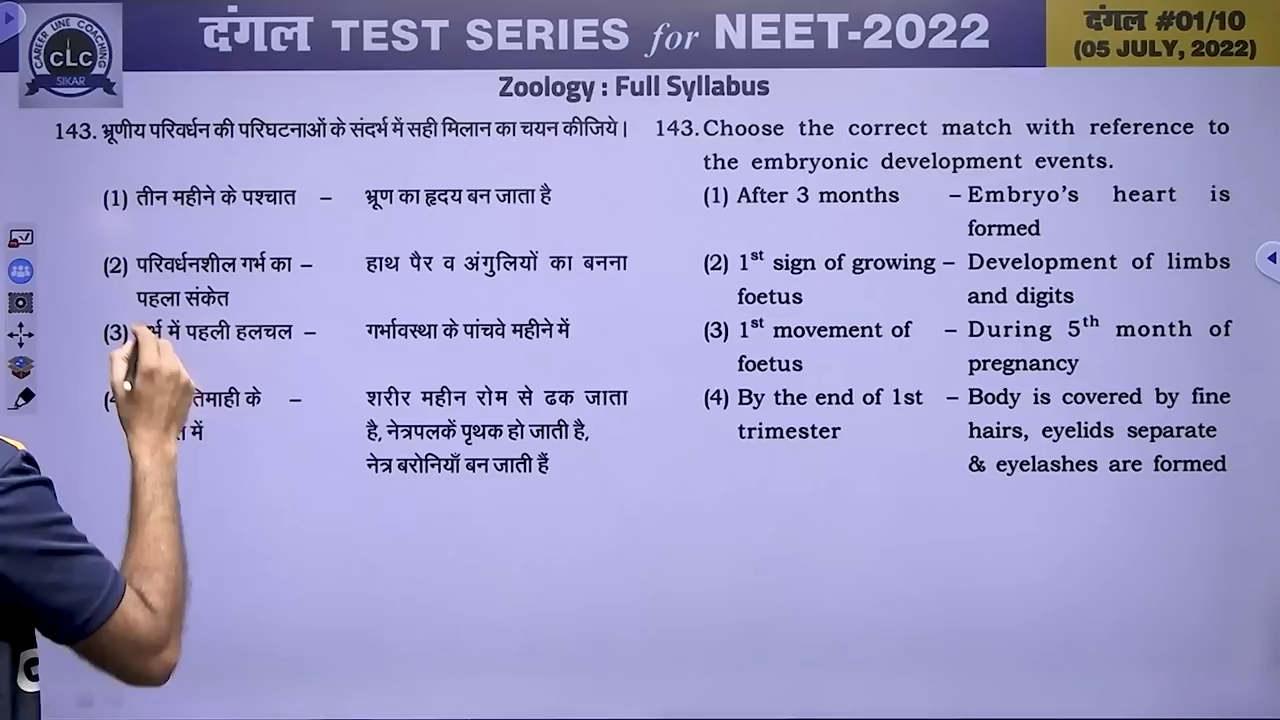 दंगल TEST SERIES for NEET-2022
दंगल #01/10
(05 JULY, 2022)
CAREER LINE COACHING
CLC
SIKAR
Zoology : Full Syllabus
143. भ्रूणीय परिवर्धन की परिघटनाओं के संदर्भ में सही मिलान का चयन कीजिये।
(1) तीन महीने के पश्चात – भ्रूण का हृदय बन जाता है
(2) परिवर्धनशील गर्भ का – हाथ पैर व अंगुलियों का बनना
पहला संकेत
(3) में पहली हलचल – गर्भावस्था के पांचवे महीने में
के – शरीर महीन रोम से ढक जाता
में है, नेत्रपलकें पृथक हो जाती है,
नेत्र बरोनियाँ बन जाती हैं
143. Choose the correct match with reference to
the embryonic development events.
(1) After 3 months – Embryo's heart is
formed
(2) 1st sign of growing – Development of limbs
foetus and digits
(3) 1st movement of – During 5th month of
foetus pregnancy
(4) By the end of 1st – Body is covered by fine
trimester hairs, eyelids separate
& eyelashes are formed